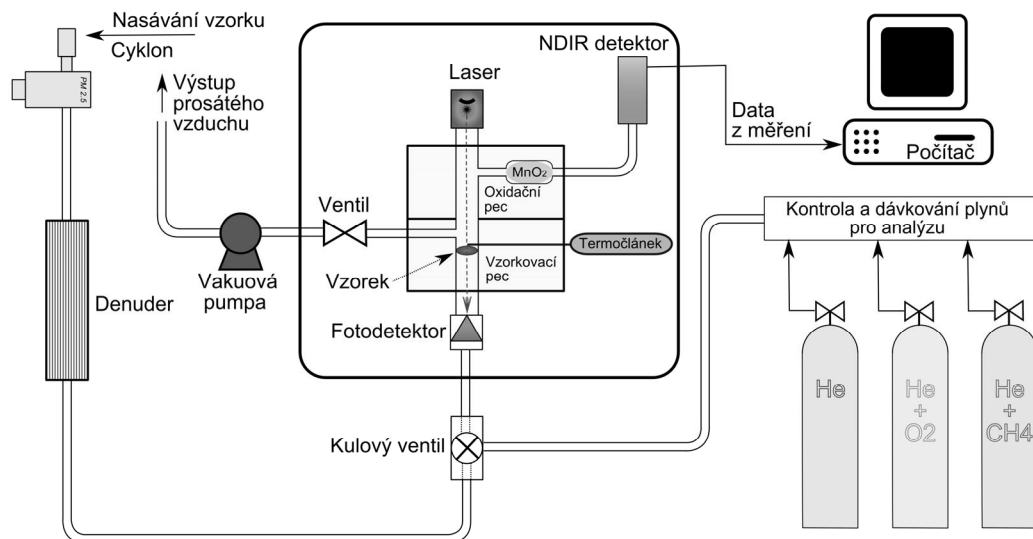 Nasávání vzorku
Cyklon
PM 2.5
Výstup
prosátého
vzduchu
Denuder
Vakuová
pumpa
Ventil
Vzorek
Laser
NDIR detektor
MnO₂
Oxidační
pec
Termočlánek
Vzorkovací
pec
Fotodetektor
Kulový ventil
Data
z měření
Počítač
Kontrola a dávkování plynů
pro analýzu
He
He
+
O2
He
+
CH4